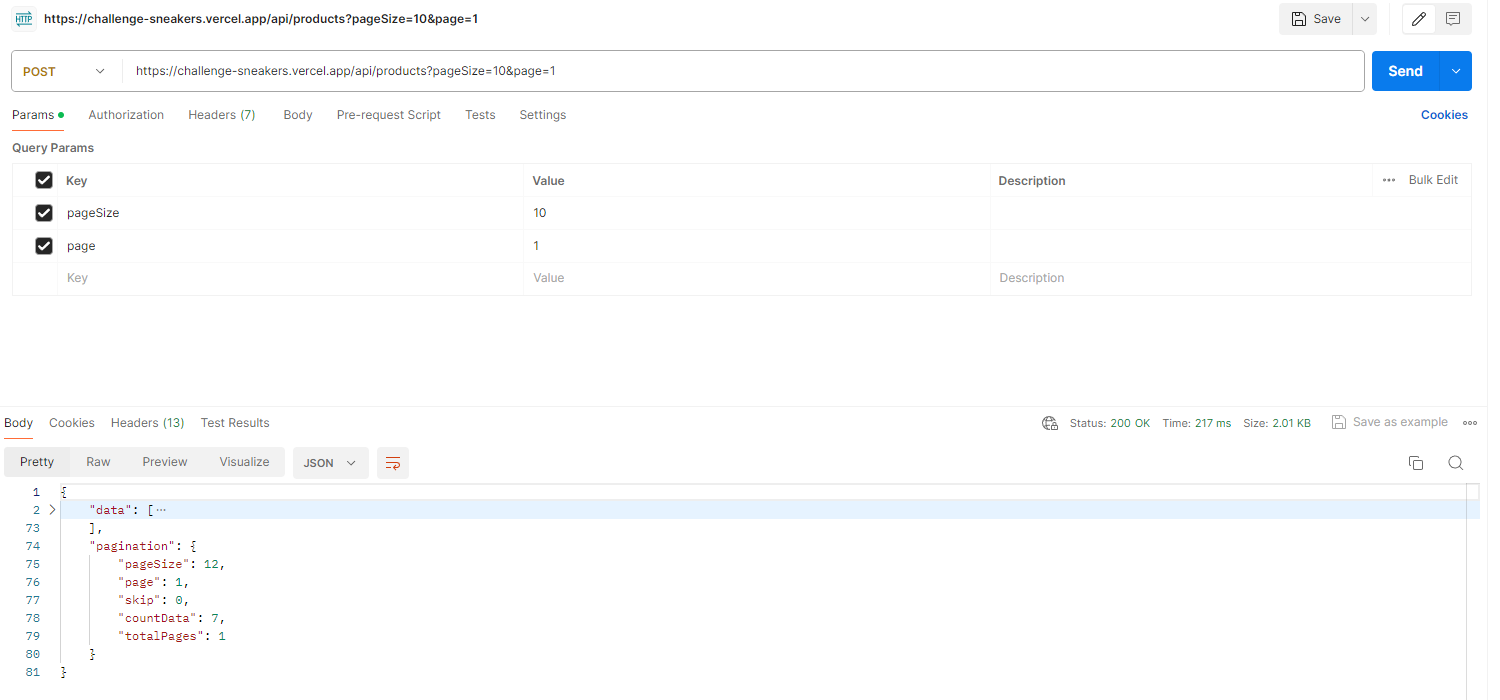 HTTP https://challenge-sneakers.vercel.app/api/products?pageSize=10&page=1 Save
POST https://challenge-sneakers.vercel.app/api/products?pageSize=10&page=1 Send
Params Authorization Headers (7) Body Pre-request Script Tests Settings Cookies
Query Params
Key Value Description ••• Bulk Edit
pageSize 10
page 1
Key Value Description
Body Cookies Headers (13) Test Results Status: 200 OK Time: 217 ms Size: 2.01 KB Save as example
Pretty Raw Preview Visualize JSON
1 {
2 "data": [⋯
73 ],
74 "pagination": {
75 "pageSize": 12,
76 "page": 1,
77 "skip": 0,
78 "countData": 7,
79 "totalPages": 1
80 }
81 }